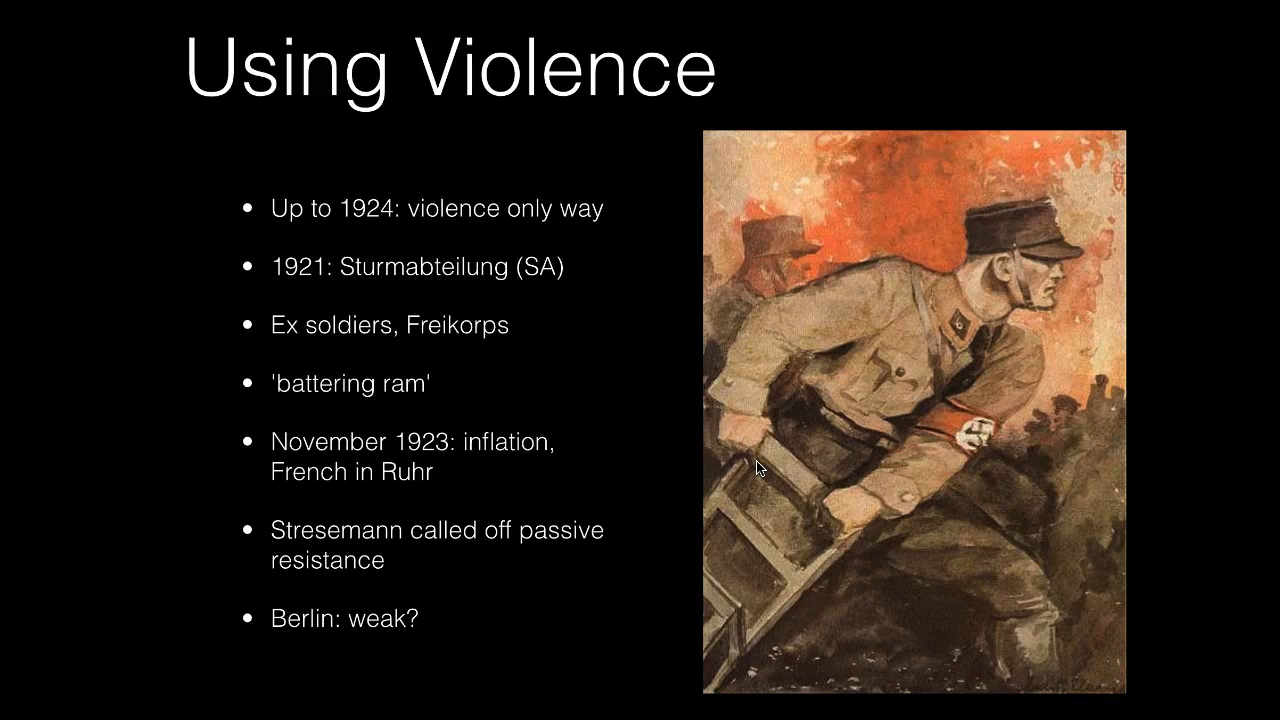 Using Violence
• Up to 1924: violence only way
• 1921: Sturmabteilung (SA)
• Ex soldiers, Freikorps
• 'battering ram'
• November 1923: inflation,
French in Ruhr
• Stresemann called off passive
resistance
• Berlin: weak?